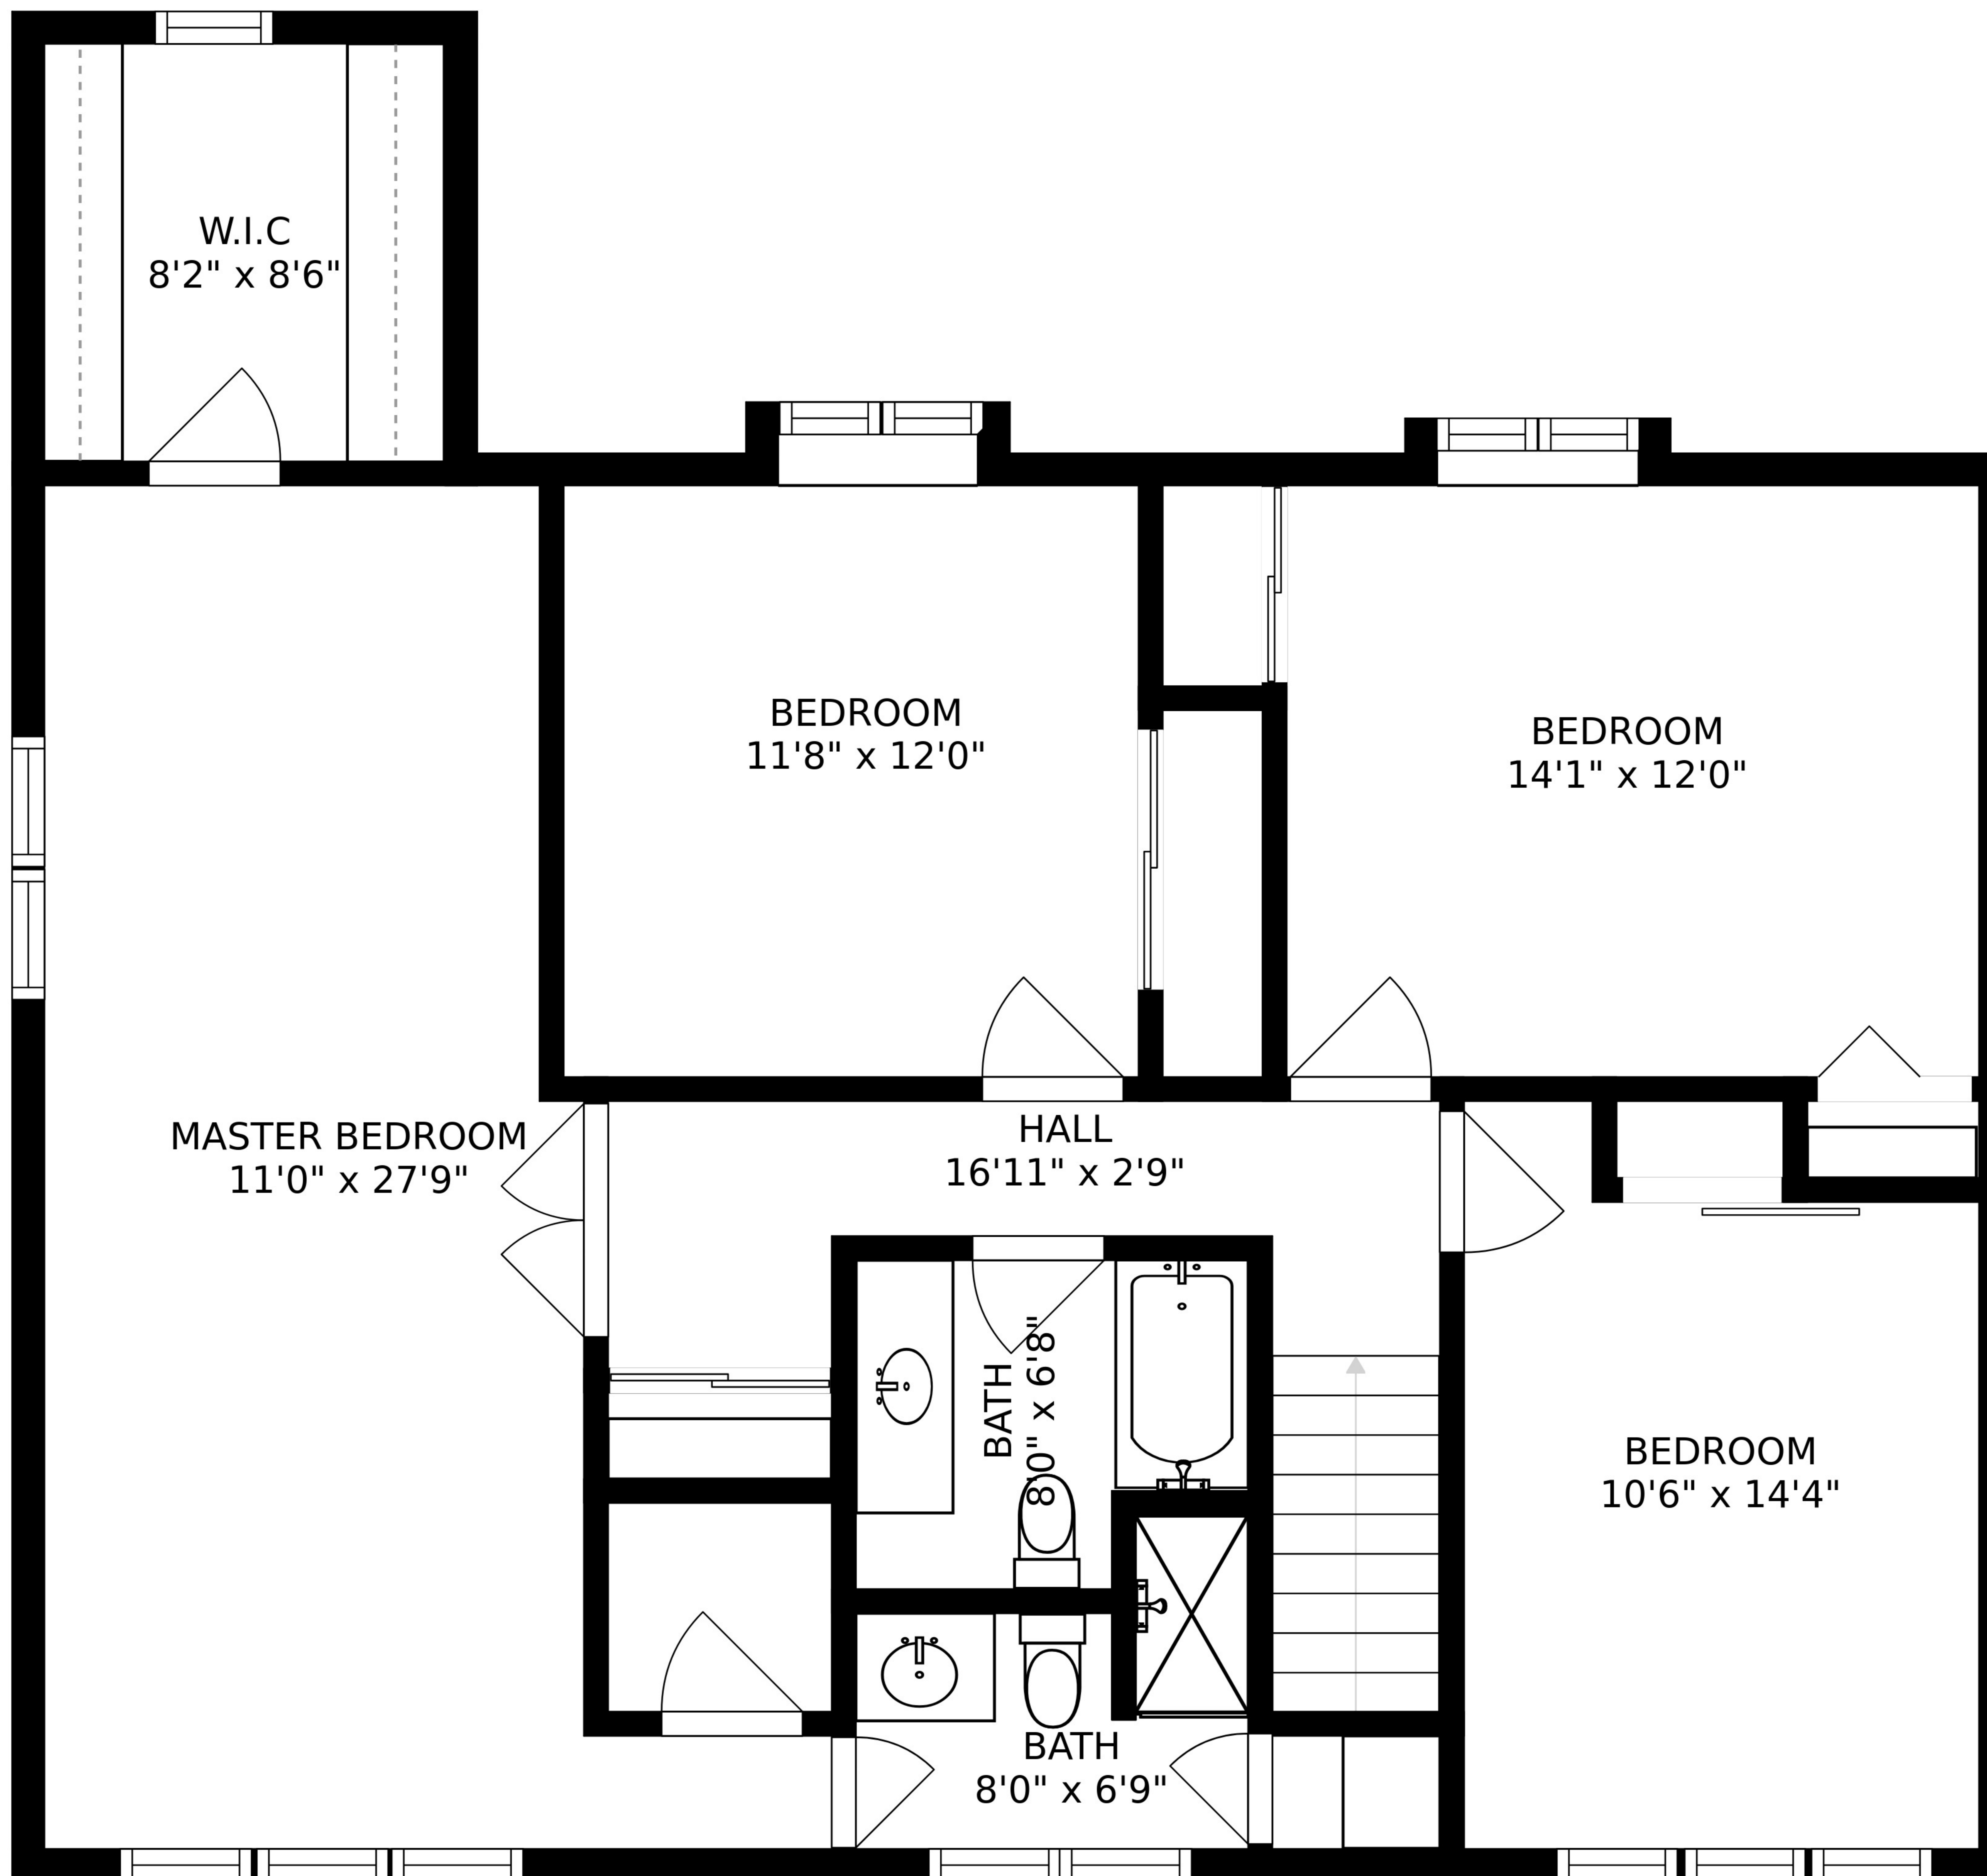 W.I.C
8'2" x 8'6"
BEDROOM
11'8" x 12'0"
BEDROOM
14'1" x 12'0"
MASTER BEDROOM
11'0" x 27'9"
HALL
16'11" x 2'9"
BATH
8'0" x 6'8"
BEDROOM
10'6" x 14'4"
BATH
8'0" x 6'9"